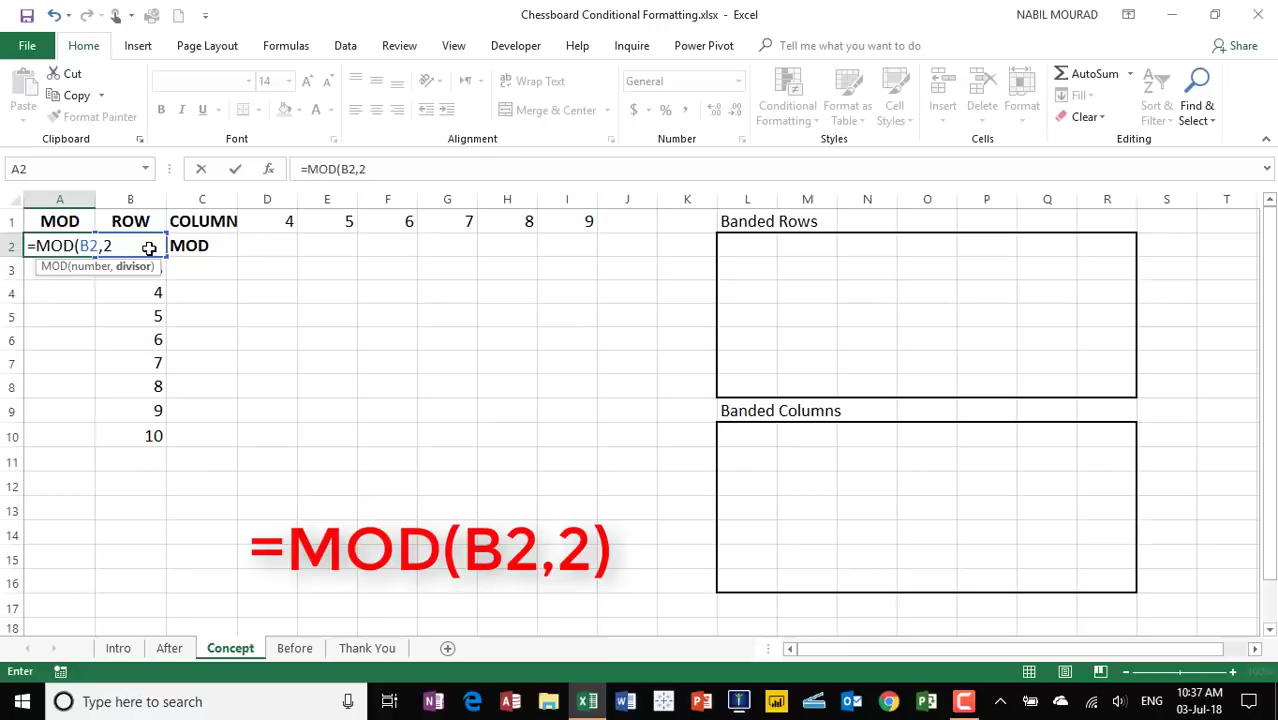 Chessboard Conditional Formatting.xlsx - Excel
NABIL MOURAD
File Home Insert Page Layout Formulas Data Review View Developer Help Inquire Power Pivot Tell me what you want to do Share
Paste
Cut
Copy
Format Painter
Clipboard
14 A A
B I U A
Font
Wrap Text
Merge & Center
Alignment
General
$ % ,
Number
Conditional Formatting
Format as Table
Cell Styles
Styles
Insert Delete Format
Cells
AutoSum
Fill
Clear
Sort & Filter
Find & Select
Editing
A2 fx =MOD(B2,2
A B C D E F G H I J K L M N O P Q R S T
1 MOD ROW COLUMN 4 5 6 7 8 9 Banded Rows
2 =MOD(B2,2 MOD
MOD(number, divisor)
3
4 4
5 5
6 6
7 7
8 8
9 9 Banded Columns
10 10
11
12
13
14
15
16
17
18
=MOD(B2,2)
Intro After Concept Before Thank You
Enter
100%
Type here to search
ENG
10:37 AM
03-Jul-18